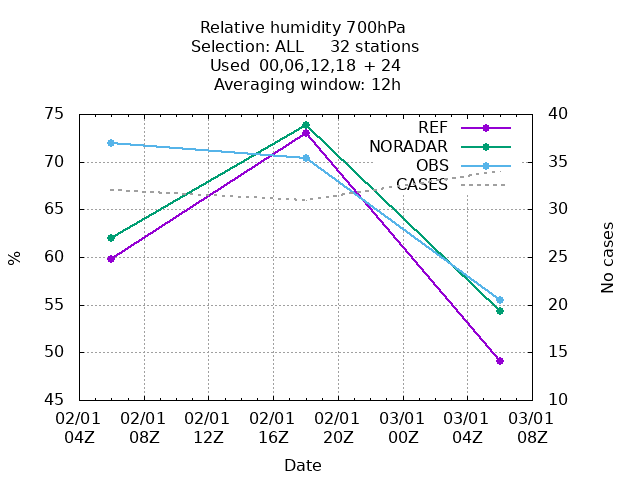 Relative humidity 700hPa
Selection: ALL 32 stations
Used 00,06,12,18 + 24
Averaging window: 12h
75
70
65
60
55
50
45
40
35
30
25
20
15
10
%
No cases
REF
NORADAR
OBS
CASES
02/01 02/01 02/01 02/01 02/01 03/01 03/01 03/01
04Z 08Z 12Z 16Z 20Z 00Z 04Z 08Z
Date